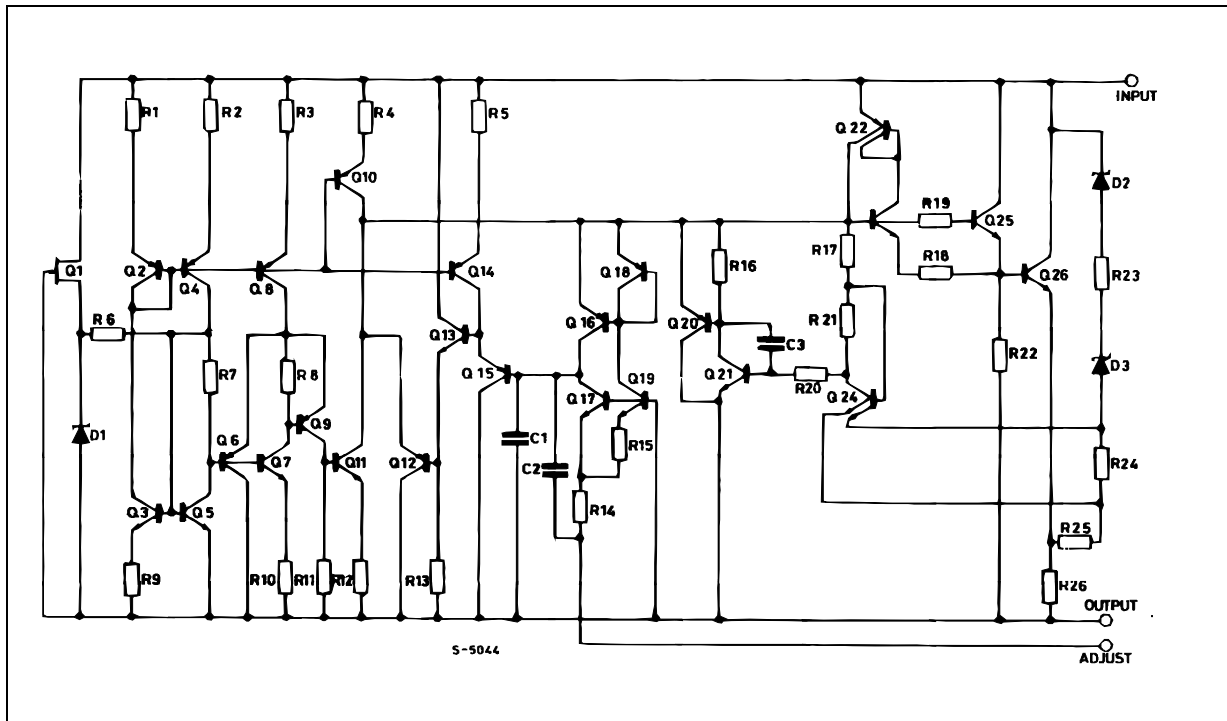 INPUT
R1 R2 R3 R4 R5
Q22
Q10
R19
D2
Q25
R17
R18
Q1 Q2 Q4 Q8 Q14 Q18 R16 Q26
R23
R6 Q13 Q16 Q20 C3 R21
R22
D3
R7 R8 Q15 Q19 Q21 R20
Q17 Q24
Q9
D1 Q6 C1 R15
Q7 Q11 Q12 C2 R24
Q3 Q5 R14
R25
R9 R10 R11 R12 R13 R26
OUTPUT
S-5044
ADJUST